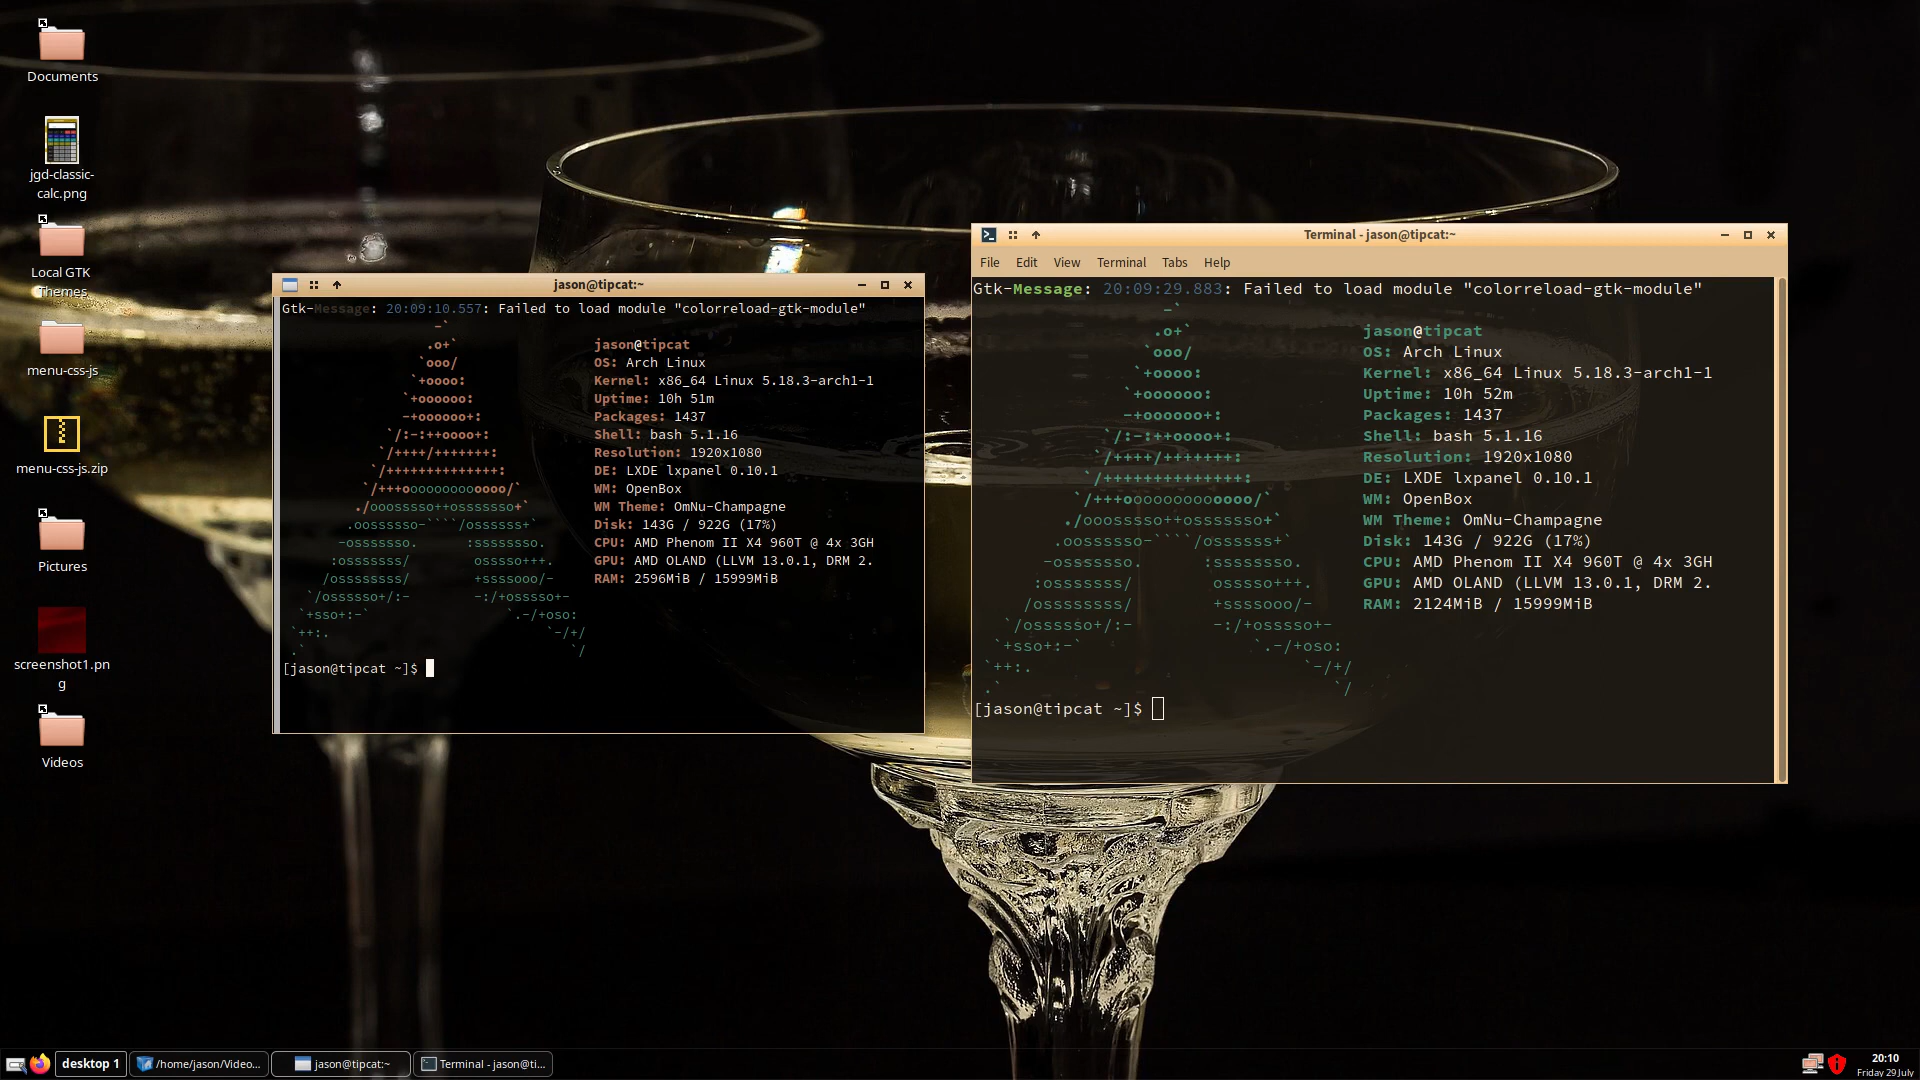 Documents
jgd-classic-
calc.png
Local GTK
Themes
menu-css-js
menu-css-js.zip
Pictures
screenshot1.pn
g
Videos
jason@tipcat:~
Gtk-Message: 20:09:10.557: Failed to load module "colorreload-gtk-module"
jason@tipcat
OS: Arch Linux
Kernel: x86_64 Linux 5.18.3-arch1-1
Uptime: 10h 51m
Packages: 1437
Shell: bash 5.1.16
Resolution: 1920x1080
DE: LXDE lxpanel 0.10.1
WM: OpenBox
WM Theme: OmNu-Champagne
Disk: 143G / 922G (17%)
CPU: AMD Phenom II X4 960T @ 4x 3GH
GPU: AMD OLAND (LLVM 13.0.1, DRM 2.
RAM: 2596MiB / 15999MiB
[jason@tipcat ~]$
Terminal - jason@tipcat:~
File Edit View Terminal Tabs Help
Gtk-Message: 20:09:29.883: Failed to load module "colorreload-gtk-module"
jason@tipcat
OS: Arch Linux
Kernel: x86_64 Linux 5.18.3-arch1-1
Uptime: 10h 52m
Packages: 1437
Shell: bash 5.1.16
Resolution: 1920x1080
DE: LXDE lxpanel 0.10.1
WM: OpenBox
WM Theme: OmNu-Champagne
Disk: 143G / 922G (17%)
CPU: AMD Phenom II X4 960T @ 4x 3GH
GPU: AMD OLAND (LLVM 13.0.1, DRM 2.
RAM: 2124MiB / 15999MiB
[jason@tipcat ~]$
desktop 1
/home/jason/Video...
jason@tipcat:~
Terminal - jason@ti...
20:10
Friday 29 July